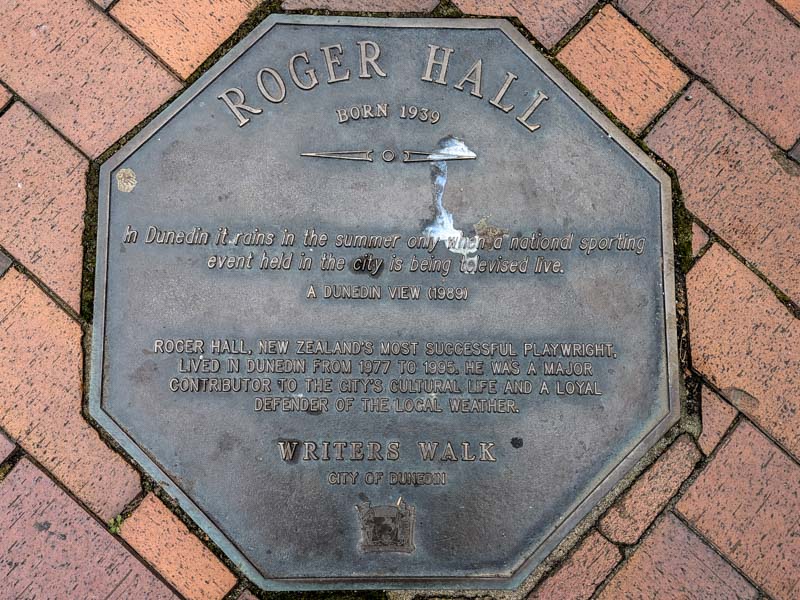 ROGER HALL
BORN 1939
In Dunedin it rains in the summer only when a national sporting
event held in the city is being televised live.
A DUNEDIN VIEW (1989)
ROGER HALL, NEW ZEALAND'S MOST SUCCESSFUL PLAYWRIGHT,
LIVED IN DUNEDIN FROM 1977 TO 1995. HE WAS A MAJOR
CONTRIBUTOR TO THE CITY'S CULTURAL LIFE AND A LOYAL
DEFENDER OF THE LOCAL WEATHER.
WRITERS WALK
CITY OF DUNEDIN